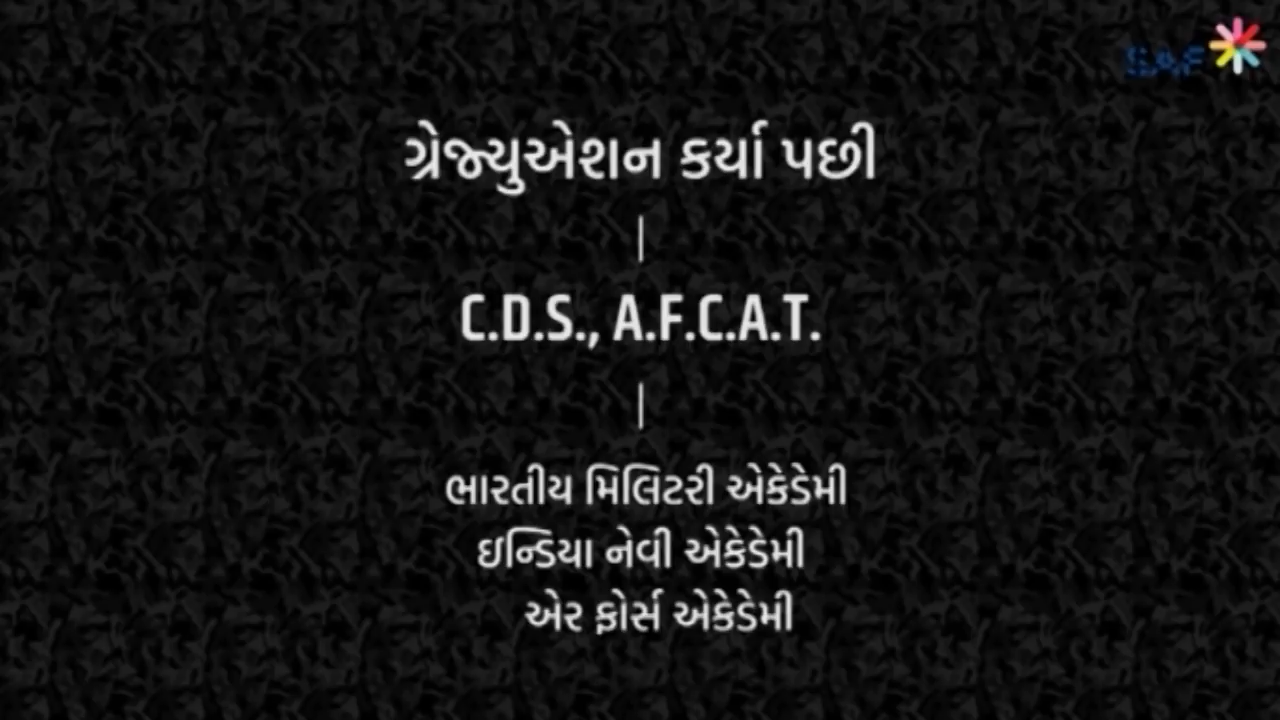 ગ્રેજ્યુએશન કર્યા પછી
C.D.S., A.F.C.A.T.
ભારતીય મિલિટરી એકેડેમી
ઇન્ડિયા નેવી એકેડેમી
એર ફોર્સ એકેડેમી